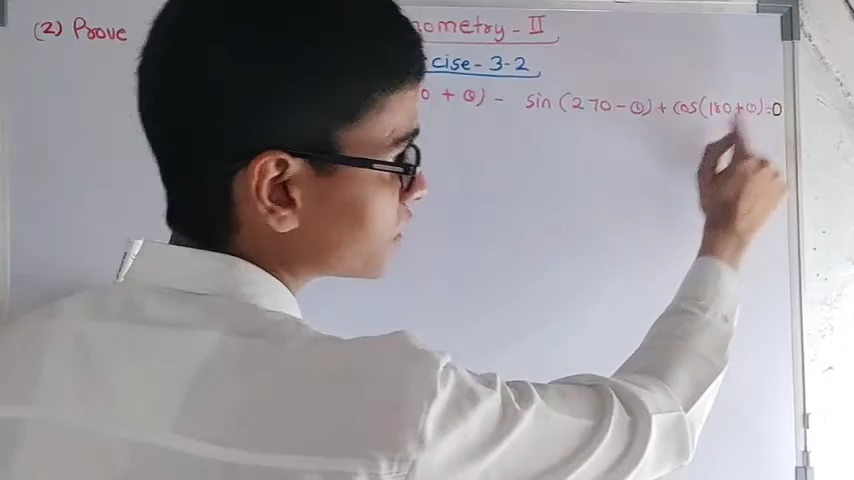 nometry - II
cise - 3-2
(2) Prove
0 + θ) - sin (270 - θ) + cos(180 + θ) = 0